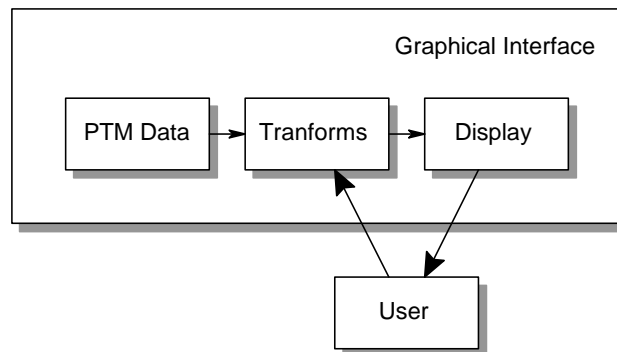 Graphical Interface
PTM Data
Tranforms
Display
User